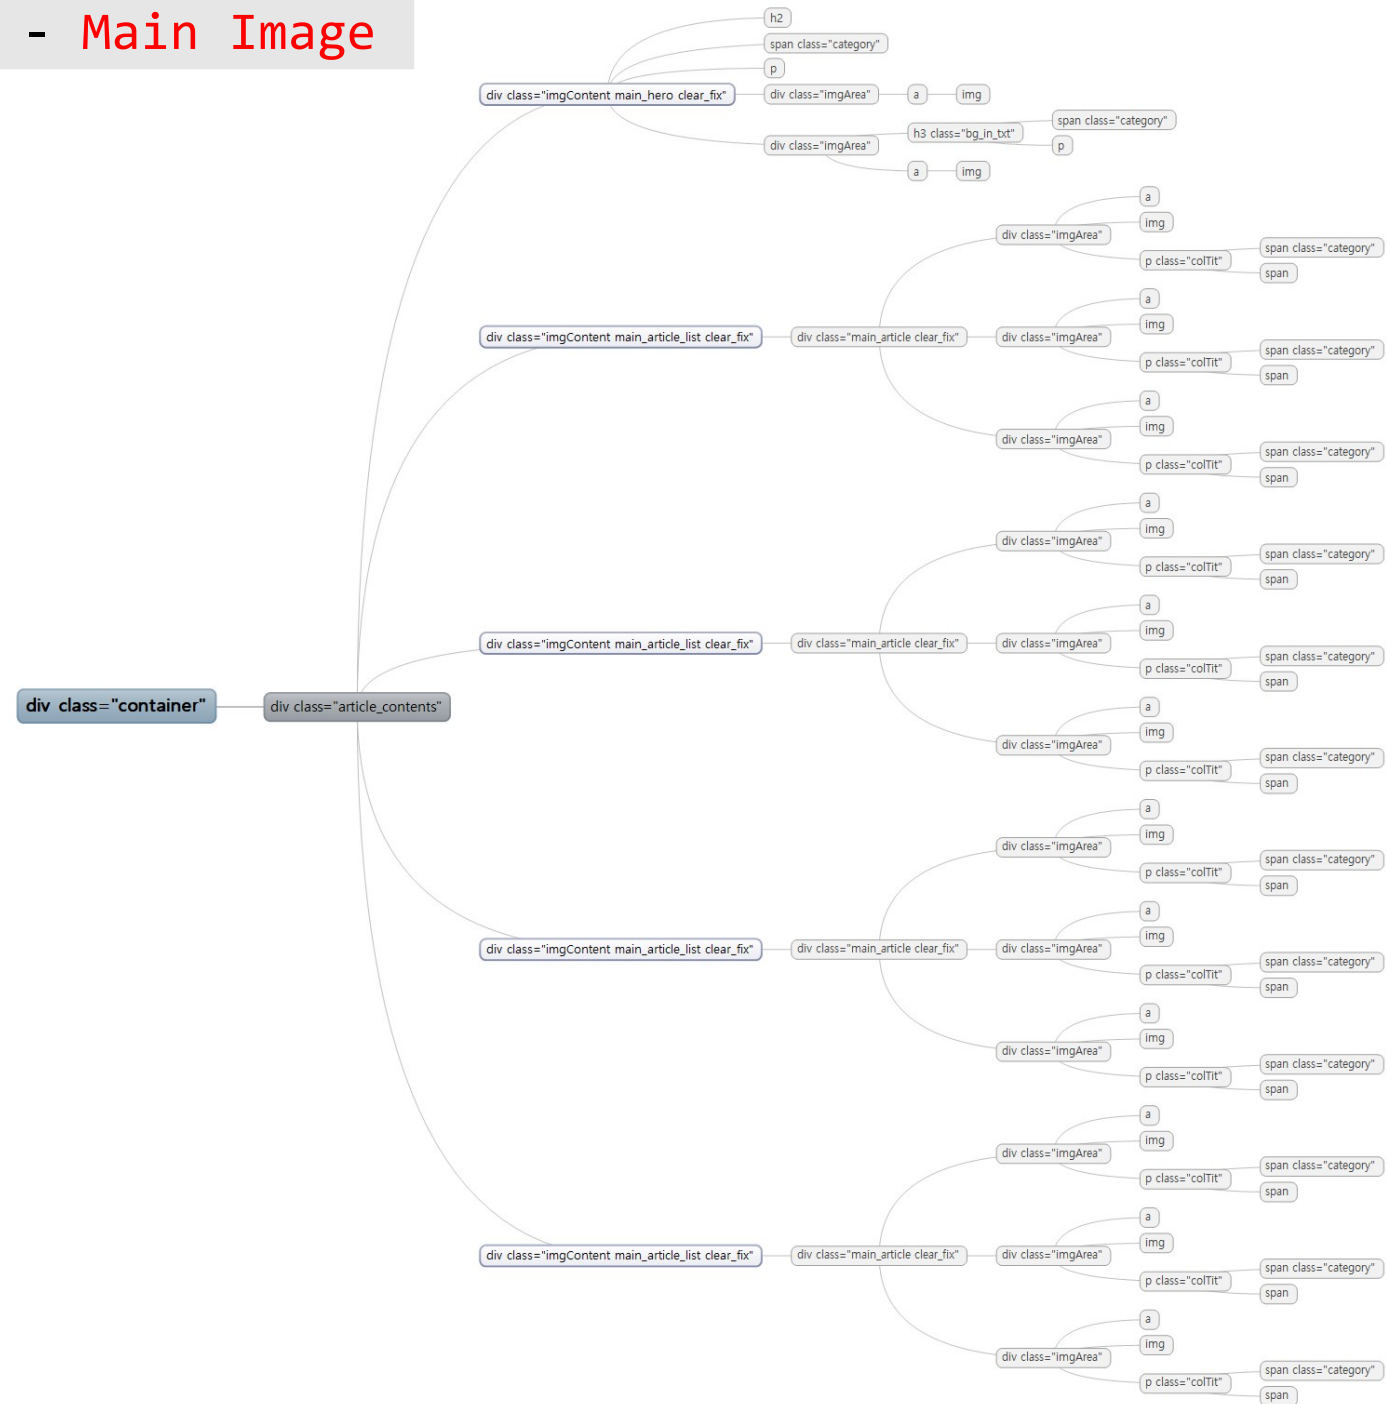 - Main Image
h2
span class="category"
p
div class="imgContent main_hero clear_fix"
div class="imgArea"
a
img
div class="imgArea"
h3 class="bg_in_txt"
span class="category"
p
a
img
div class="imgContent main_article_list clear_fix"
div class="main_article clear_fix"
div class="imgArea"
a
img
p class="colTit"
span class="category"
span
div class="imgArea"
a
img
p class="colTit"
span class="category"
span
div class="imgArea"
a
img
p class="colTit"
span class="category"
span
div class="imgContent main_article_list clear_fix"
div class="main_article clear_fix"
div class="imgArea"
a
img
p class="colTit"
span class="category"
span
div class="imgArea"
a
img
p class="colTit"
span class="category"
span
div class="imgArea"
a
img
p class="colTit"
span class="category"
span
div class="container"
div class="article_contents"
div class="imgContent main_article_list clear_fix"
div class="main_article clear_fix"
div class="imgArea"
a
img
p class="colTit"
span class="category"
span
div class="imgArea"
a
img
p class="colTit"
span class="category"
span
div class="imgArea"
a
img
p class="colTit"
span class="category"
span
div class="imgContent main_article_list clear_fix"
div class="main_article clear_fix"
div class="imgArea"
a
img
p class="colTit"
span class="category"
span
div class="imgArea"
a
img
p class="colTit"
span class="category"
span
div class="imgArea"
a
img
p class="colTit"
span class="category"
span